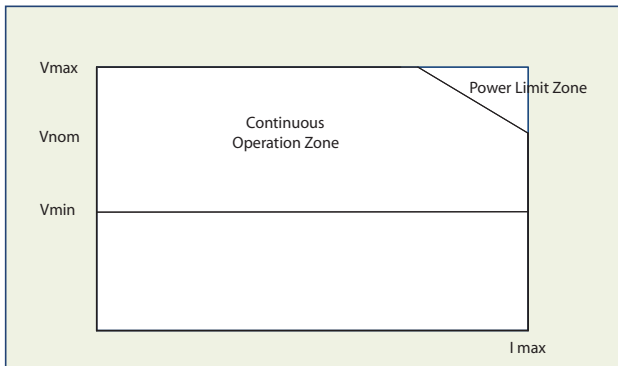 Vmax
Power Limit Zone
Continuous
Operation Zone
Vnom
Vmin
I max